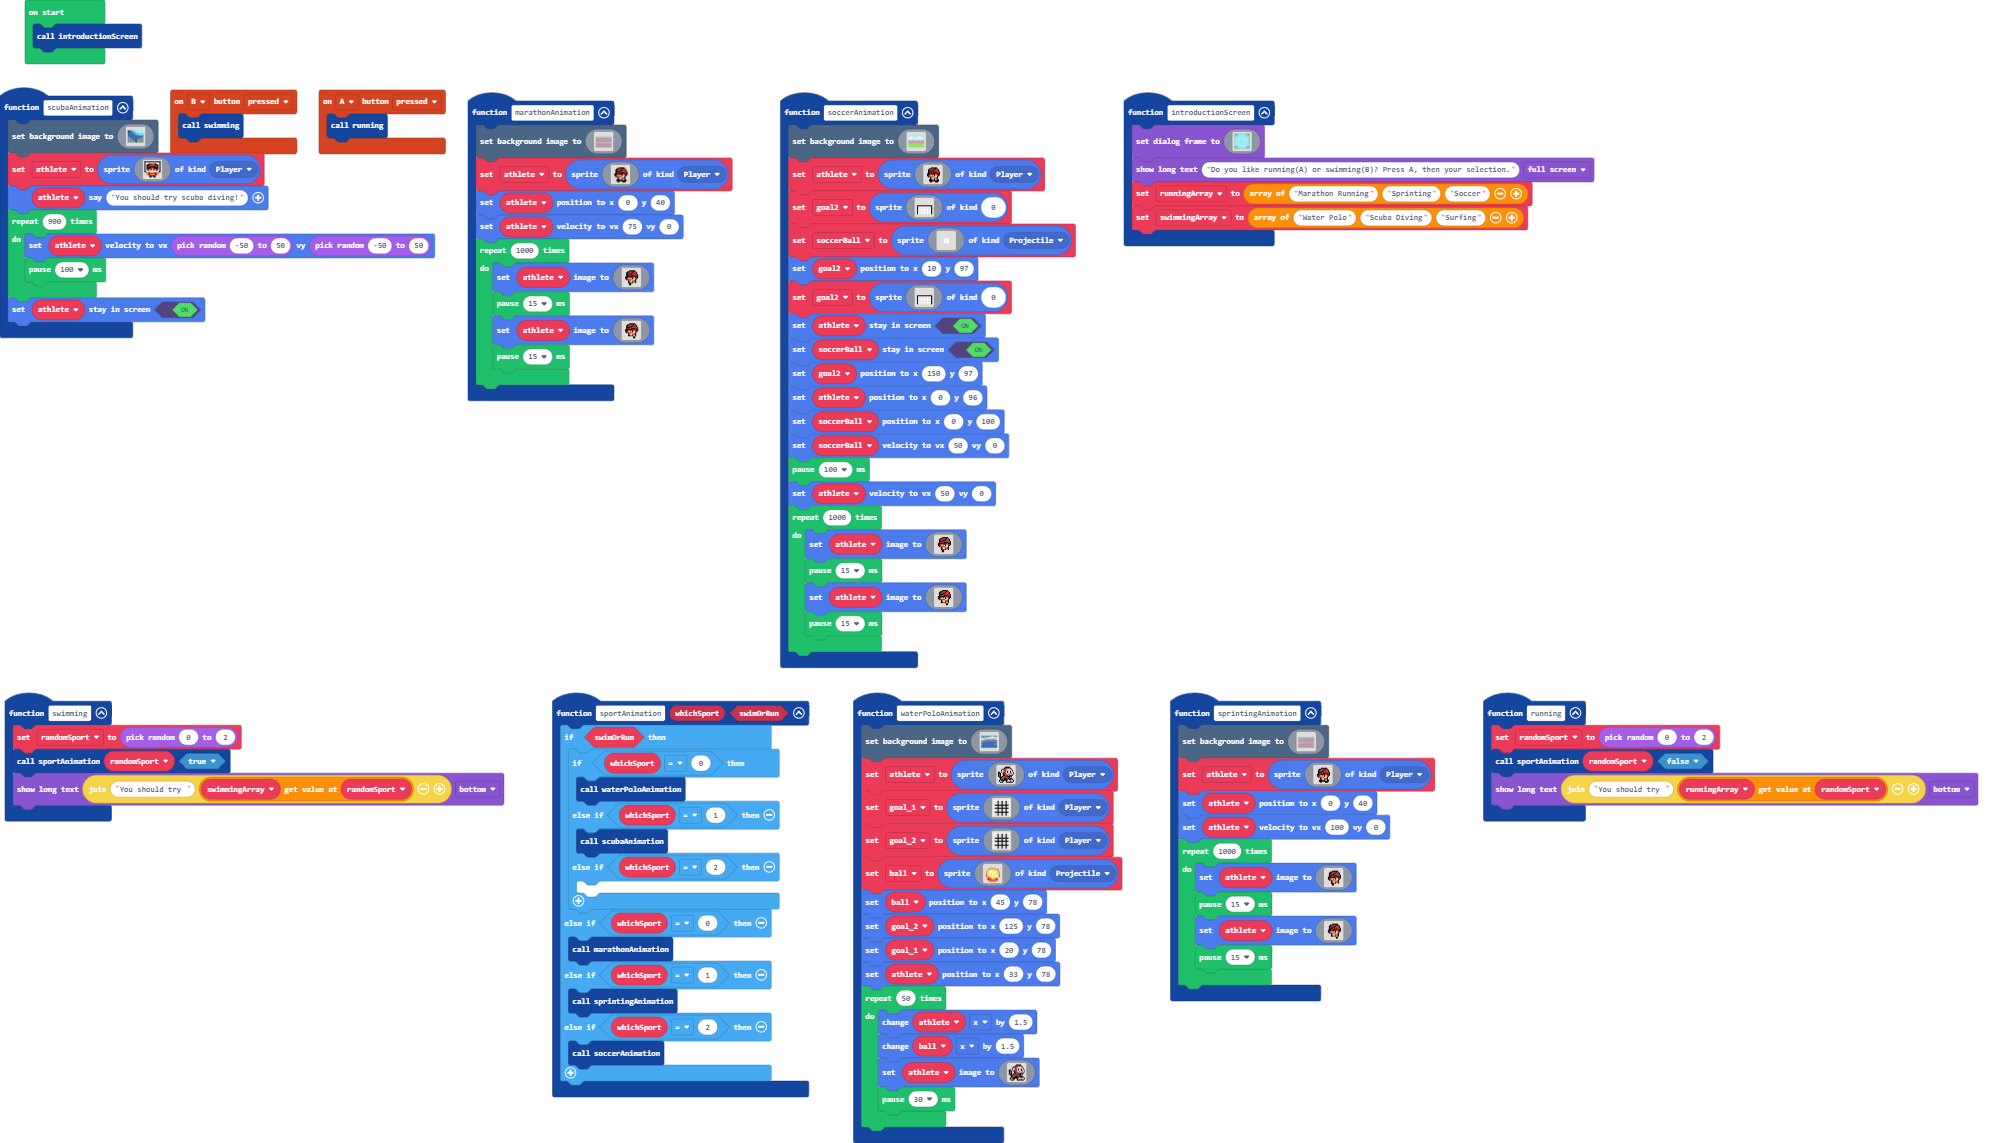 on start
call introductionScreen
function scubaAnimation
set background image to
set athlete to sprite of kind Player
athlete say "You should try scuba diving!"
repeat 900 times
do
set athlete velocity to vx pick random -50 to 50 vy pick random -50 to 50
pause 100 ms
set athlete stay in screen ON
on B button pressed
call swimming
on A button pressed
call running
function marathonAnimation
set background image to
set athlete to sprite of kind Player
set athlete position to x 0 y 40
set athlete velocity to vx 75 vy 0
repeat 1000 times
do
set athlete image to
pause 15 ms
set athlete image to
pause 15 ms
function soccerAnimation
set background image to
set athlete to sprite of kind Player
set goal2 to sprite of kind 0
set soccerBall to sprite of kind Projectile
set goal2 position to x 10 y 97
set goal2 to sprite of kind 0
set athlete stay in screen ON
set soccerBall stay in screen ON
set goal2 position to x 150 y 97
set athlete position to x 0 y 96
set soccerBall position to x 0 y 100
set soccerBall velocity to vx 50 vy 0
pause 100 ms
set athlete velocity to vx 50 vy 0
repeat 1000 times
do
set athlete image to
pause 15 ms
set athlete image to
pause 15 ms
function introductionScreen
set dialog frame to
show long text "Do you like running(A) or swimming(B)? Press A, then your selection." full screen
set runningArray to array of "Marathon Running" "Sprinting" "Soccer"
set swimmingArray to array of "Water Polo" "Scuba Diving" "Surfing"
function swimming
set randomSport to pick random 0 to 2
call sportAnimation randomSport true
show long text join "You should try " swimmingArray get value at randomSport bottom
function sportAnimation whichSport swimOrRun
if swimOrRun then
if whichSport = 0 then
call waterPoloAnimation
else if whichSport = 1 then
call scubaAnimation
else if whichSport = 2 then
else if whichSport = 0 then
call marathonAnimation
else if whichSport = 1 then
call sprintingAnimation
else if whichSport = 2 then
call soccerAnimation
function waterPoloAnimation
set background image to
set athlete to sprite of kind Player
set goal_1 to sprite of kind Player
set goal_2 to sprite of kind Player
set ball to sprite of kind Projectile
set ball position to x 45 y 78
set goal_2 position to x 125 y 78
set goal_1 position to x 20 y 78
set athlete position to x 33 y 78
repeat 50 times
do
change athlete x by 1.5
change ball x by 1.5
set athlete image to
pause 30 ms
function sprintingAnimation
set background image to
set athlete to sprite of kind Player
set athlete position to x 0 y 40
set athlete velocity to vx 100 vy 0
repeat 1000 times
do
set athlete image to
pause 15 ms
set athlete image to
pause 15 ms
function running
set randomSport to pick random 0 to 2
call sportAnimation randomSport false
show long text join "You should try " runningArray get value at randomSport bottom